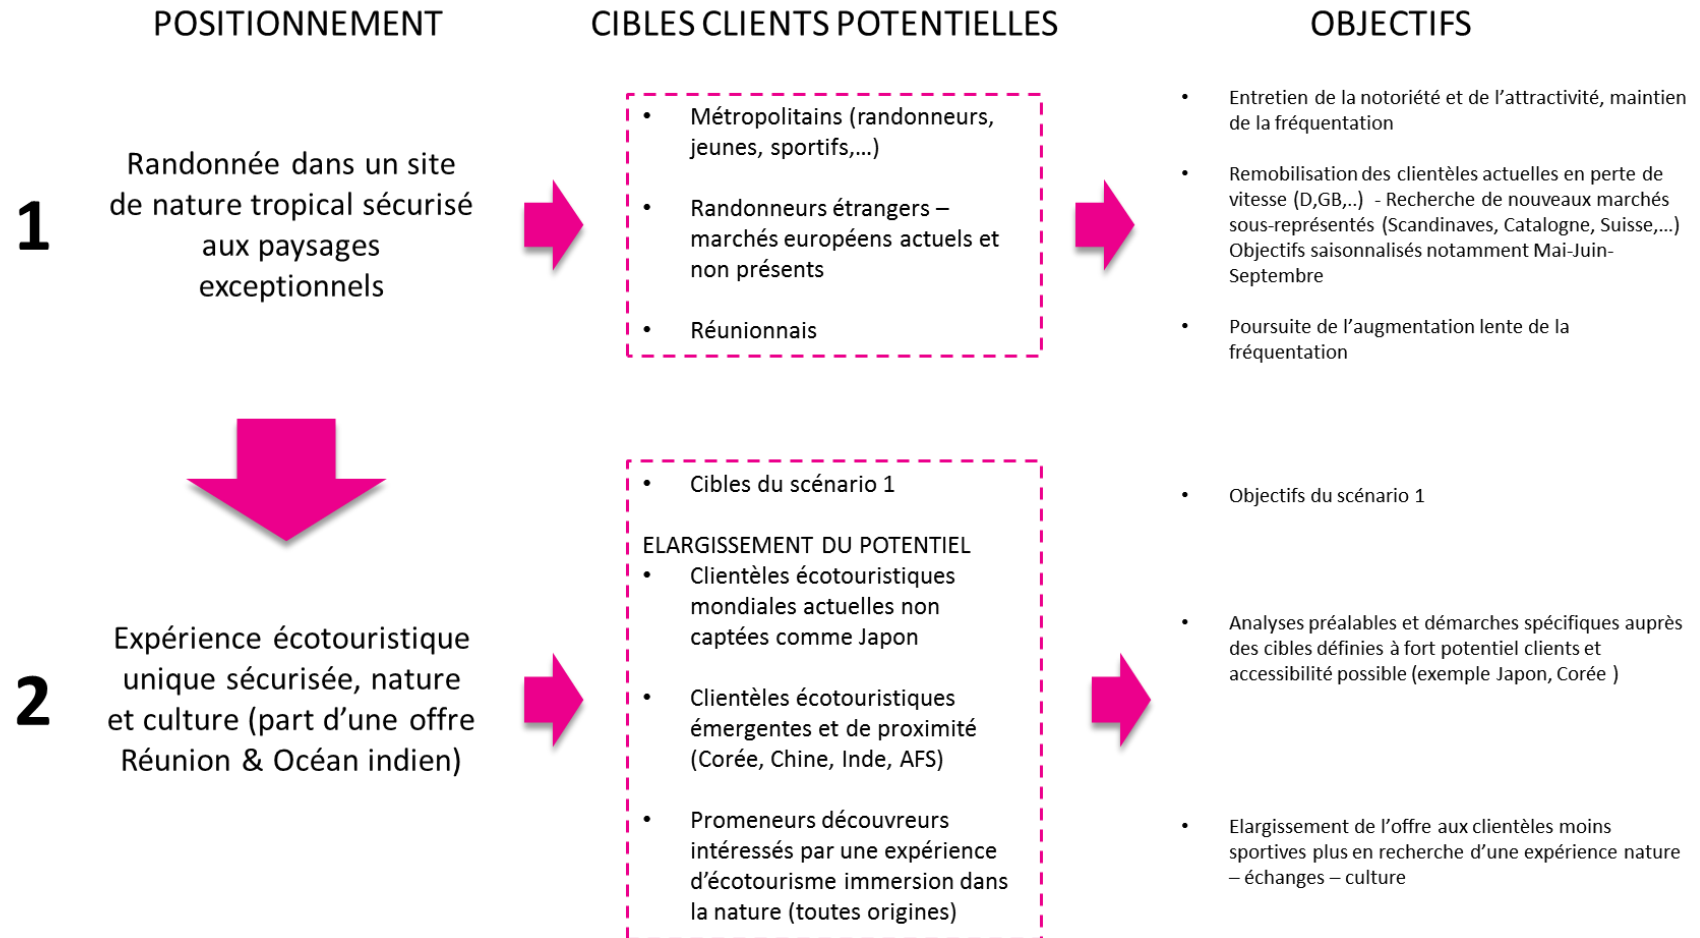 POSITIONNEMENT
CIBLES CLIENTS POTENTIELLES
OBJECTIFS
1
Randonnée dans un site
de nature tropical sécurisé
aux paysages
exceptionnels
• Métropolitains (randonneurs,
jeunes, sportifs,…)
• Randonneurs étrangers –
marchés européens actuels et
non présents
• Réunionnais
• Entretien de la notoriété et de l’attractivité, maintien
de la fréquentation
• Remobilisation des clientèles actuelles en perte de
vitesse (D,GB,..) - Recherche de nouveaux marchés
sous-représentés (Scandinaves, Catalogne, Suisse,…)
Objectifs saisonnalisés notamment Mai-Juin-
Septembre
• Poursuite de l’augmentation lente de la
fréquentation
2
Expérience écotouristique
unique sécurisée, nature
et culture (part d’une offre
Réunion & Océan indien)
• Cibles du scénario 1
ELARGISSEMENT DU POTENTIEL
• Clientèles écotouristiques
mondiales actuelles non
captées comme Japon
• Clientèles écotouristiques
émergentes et de proximité
(Corée, Chine, Inde, AFS)
• Promeneurs découvreurs
intéressés par une expérience
d’écotourisme immersion dans
la nature (toutes origines)
• Objectifs du scénario 1
• Analyses préalables et démarches spécifiques auprès
des cibles définies à fort potentiel clients et
accessibilité possible (exemple Japon, Corée )
• Elargissement de l’offre aux clientèles moins
sportives plus en recherche d’une expérience nature
– échanges – culture